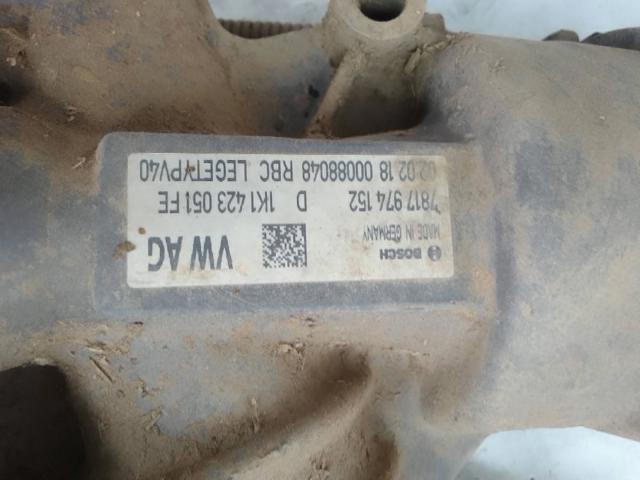 BOSCH
MADE IN GERMANY
VW AG
7817 974 152 D 1K1 423 051 FE
02 02 18 00088048 RBC LEGETYPV40